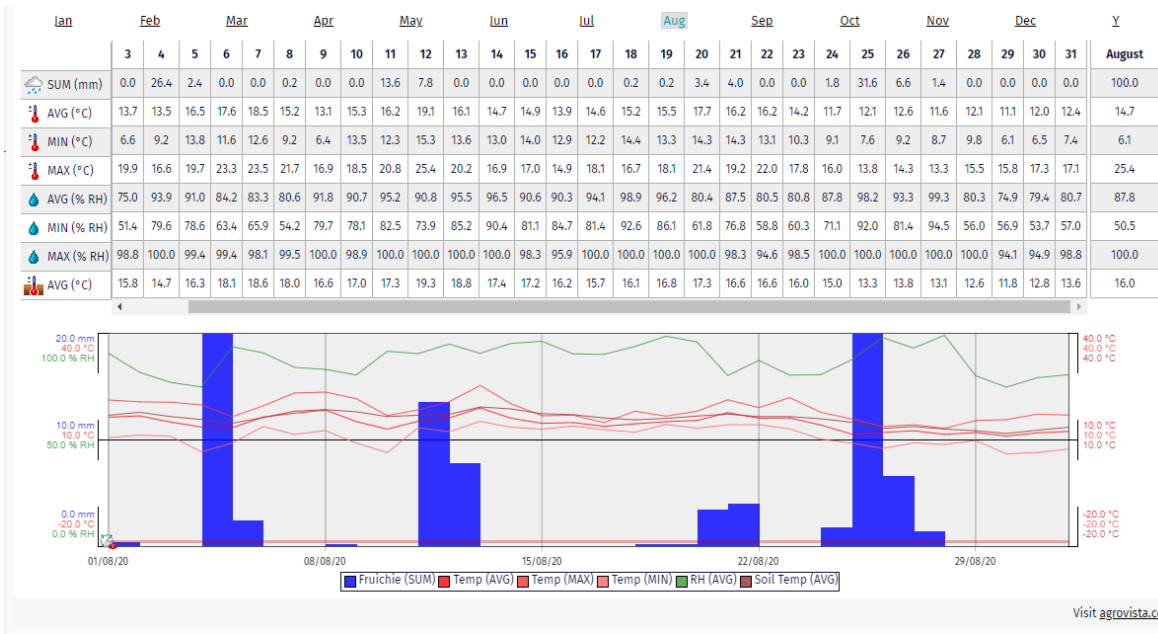 Jan Feb Mar Apr May Jun Jul Aug Sep Oct Nov Dec Y
3 4 5 6 7 8 9 10 11 12 13 14 15 16 17 18 19 20 21 22 23 24 25 26 27 28 29 30 31 August
SUM (mm) 0.0 26.4 2.4 0.0 0.0 0.2 0.0 0.0 13.6 7.8 0.0 0.0 0.0 0.0 0.0 0.2 0.2 3.4 4.0 0.0 0.0 1.8 31.6 6.6 1.4 0.0 0.0 0.0 0.0 100.0
AVG (°C) 13.7 13.5 16.5 17.6 18.5 15.2 13.1 15.3 16.2 19.1 16.1 14.7 14.9 13.9 14.6 15.2 15.5 17.7 16.2 16.2 14.2 11.7 12.1 12.6 11.6 12.1 11.1 12.0 12.4 14.7
MIN (°C) 6.6 9.2 13.8 11.6 12.6 9.2 6.4 13.5 12.3 15.3 13.6 13.0 14.0 12.9 12.2 14.4 13.3 14.3 14.3 13.1 10.3 9.1 7.6 9.2 8.7 9.8 6.1 6.5 7.4 6.1
MAX (°C) 19.9 16.6 19.7 23.3 23.5 21.7 16.9 18.5 20.8 25.4 20.2 16.9 17.0 14.9 18.1 16.7 18.1 21.4 19.2 22.0 17.8 16.0 13.8 14.3 13.3 15.5 15.8 17.3 17.1 25.4
AVG (% RH) 75.0 93.9 91.0 84.2 83.3 80.6 91.8 90.7 95.2 90.8 95.5 96.5 90.6 90.3 94.1 98.9 96.2 80.4 87.5 80.5 80.8 87.8 98.2 93.3 99.3 80.3 74.9 79.4 80.7 87.8
MIN (% RH) 51.4 79.6 78.6 63.4 65.9 54.2 79.7 78.1 82.5 73.9 85.2 90.4 81.1 84.7 81.4 92.6 86.1 61.8 76.8 58.8 60.3 71.1 92.0 81.4 94.5 56.0 56.9 53.7 57.0 50.5
MAX (% RH) 98.8 100.0 99.4 99.4 98.1 99.5 100.0 98.9 100.0 100.0 100.0 100.0 98.3 95.9 100.0 100.0 100.0 100.0 98.3 94.6 98.5 100.0 100.0 100.0 100.0 100.0 94.1 94.9 98.8 100.0
AVG (°C) 15.8 14.7 16.3 18.1 18.6 18.0 16.6 17.0 17.3 19.3 18.8 17.4 17.2 16.2 15.7 16.1 16.8 17.3 16.6 16.6 16.0 15.0 13.3 13.8 13.1 12.6 11.8 12.8 13.6 16.0
20.0 mm 40.0 °C
40.0 °C 40.0 °C
100.0 % RH 40.0 °C
10.0 mm 10.0 °C
10.0 °C 10.0 °C
50.0 % RH 10.0 °C
0.0 mm -20.0 °C
-20.0 °C -20.0 °C
0.0 % RH -20.0 °C
01/08/20 08/08/20 15/08/20 22/08/20 29/08/20
Fruichie (SUM) Temp (AVG) Temp (MAX) Temp (MIN) RH (AVG) Soil Temp (AVG)
Visit agrovista.c